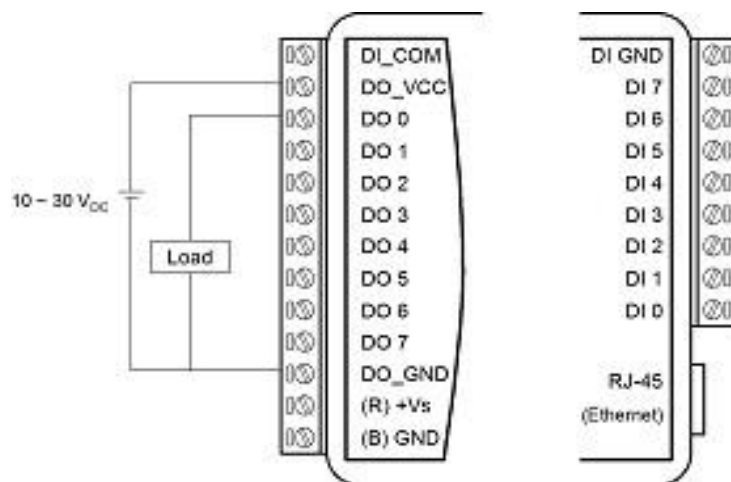 DI_COM
DO_VCC
DO 0
DO 1
DO 2
DO 3
DO 4
DO 5
DO 6
DO 7
DO_GND
(R) +Vs
(B) GND
10 ~ 30 VDC
Load
DI GND
DI 7
DI 6
DI 5
DI 4
DI 3
DI 2
DI 1
DI 0
RJ-45
(Ethernet)